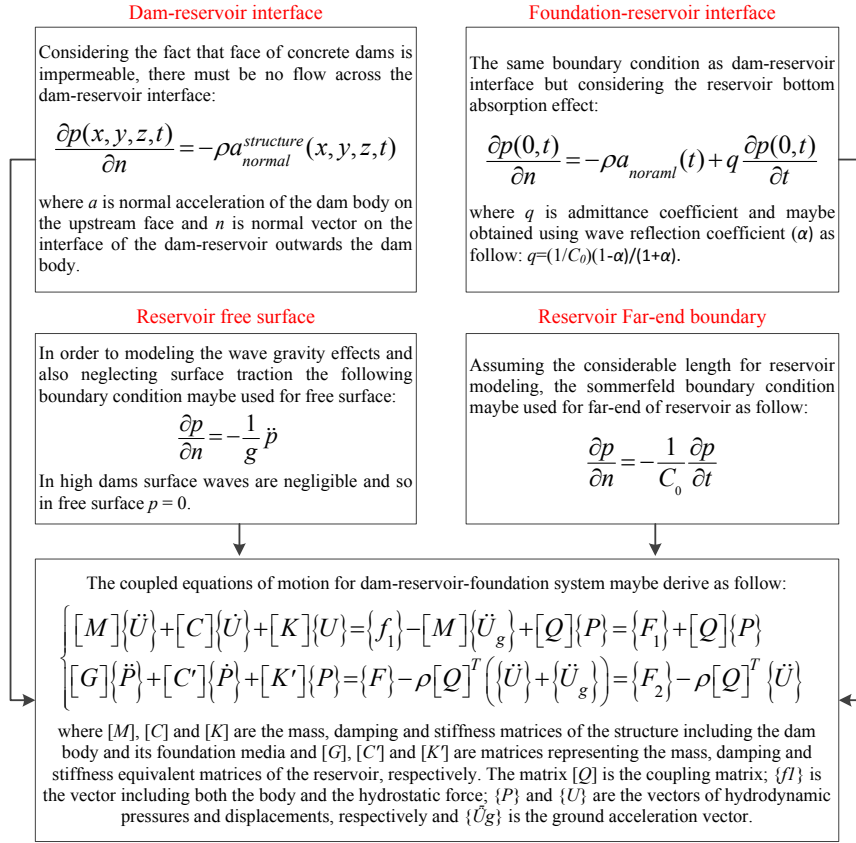 Dam-reservoir interface
Considering the fact that face of concrete dams is
impermeable, there must be no flow across the
dam-reservoir interface:
∂p(x, y, z, t)/∂n = −ρa^{structure}_{normal}(x, y, z, t)
where a is normal acceleration of the dam body on
the upstream face and n is normal vector on the
interface of the dam-reservoir outwards the dam
body.
Foundation-reservoir interface
The same boundary condition as dam-reservoir
interface but considering the reservoir bottom
absorption effect:
∂p(0,t)/∂n = −ρa_{noraml}(t) + q ∂p(0,t)/∂t
where q is admittance coefficient and maybe
obtained using wave reflection coefficient (α) as
follow: q=(1/C₀)(1-α)/(1+α).
Reservoir free surface
In order to modeling the wave gravity effects and
also neglecting surface traction the following
boundary condition maybe used for free surface:
∂p/∂n = −(1/g) p̈
In high dams surface waves are negligible and so
in free surface p = 0.
Reservoir Far-end boundary
Assuming the considerable length for reservoir
modeling, the sommerfeld boundary condition
maybe used for far-end of reservoir as follow:
∂p/∂n = −(1/C₀) ∂p/∂t
The coupled equations of motion for dam-reservoir-foundation system maybe derive as follow:
[M]{Ü}+[C]{U̇}+[K]{U}={f₁}−[M]{Ü_g}+[Q]{P}={F₁}+[Q]{P}
[G]{P̈}+[C′]{Ṗ}+[K′]{P}={F}−ρ[Q]^T({Ü}+{Ü_g})={F₂}−ρ[Q]^T{Ü}
where [M], [C] and [K] are the mass, damping and stiffness matrices of the structure including the dam
body and its foundation media and [G], [C'] and [K'] are matrices representing the mass, damping and
stiffness equivalent matrices of the reservoir, respectively. The matrix [Q] is the coupling matrix; {f1} is
the vector including both the body and the hydrostatic force; {P} and {U} are the vectors of hydrodynamic
pressures and displacements, respectively and {Üg} is the ground acceleration vector.